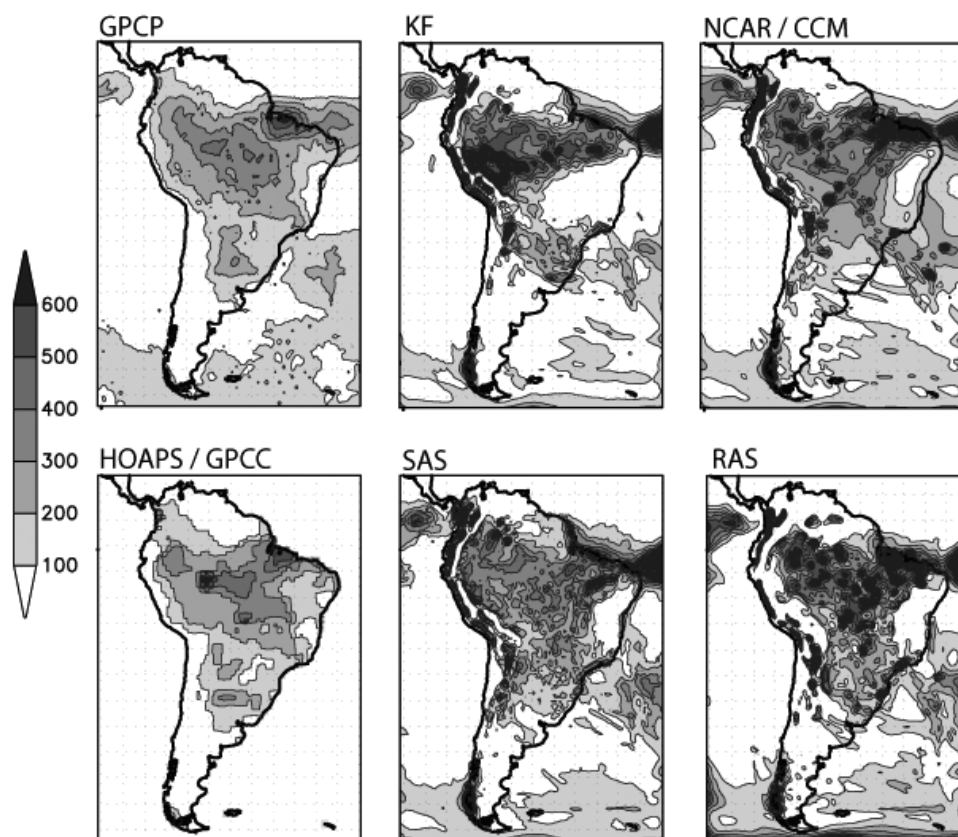 GPCP
KF
NCAR / CCM
600
500
400
300
200
100
HOAPS / GPCC
SAS
RAS